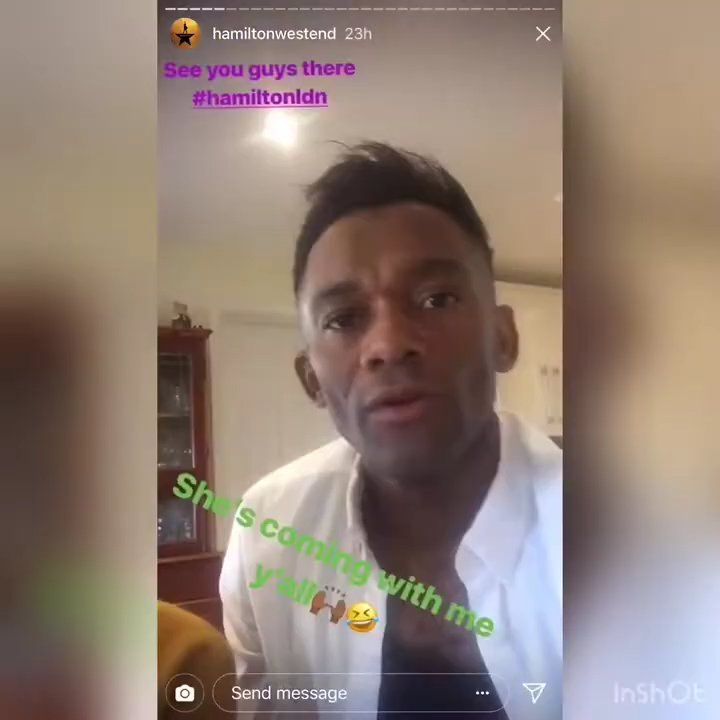 hamiltonwestend 23h
See you guys there
#hamiltonldn
She's coming with me
y'all🙌🏾😆
Send message
InShOt